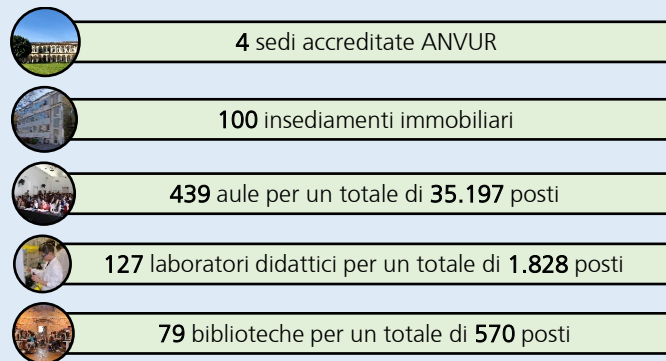 4 sedi accreditate ANVUR
100 insediamenti immobiliari
439 aule per un totale di 35.197 posti
127 laboratori didattici per un totale di 1.828 posti
79 biblioteche per un totale di 570 posti